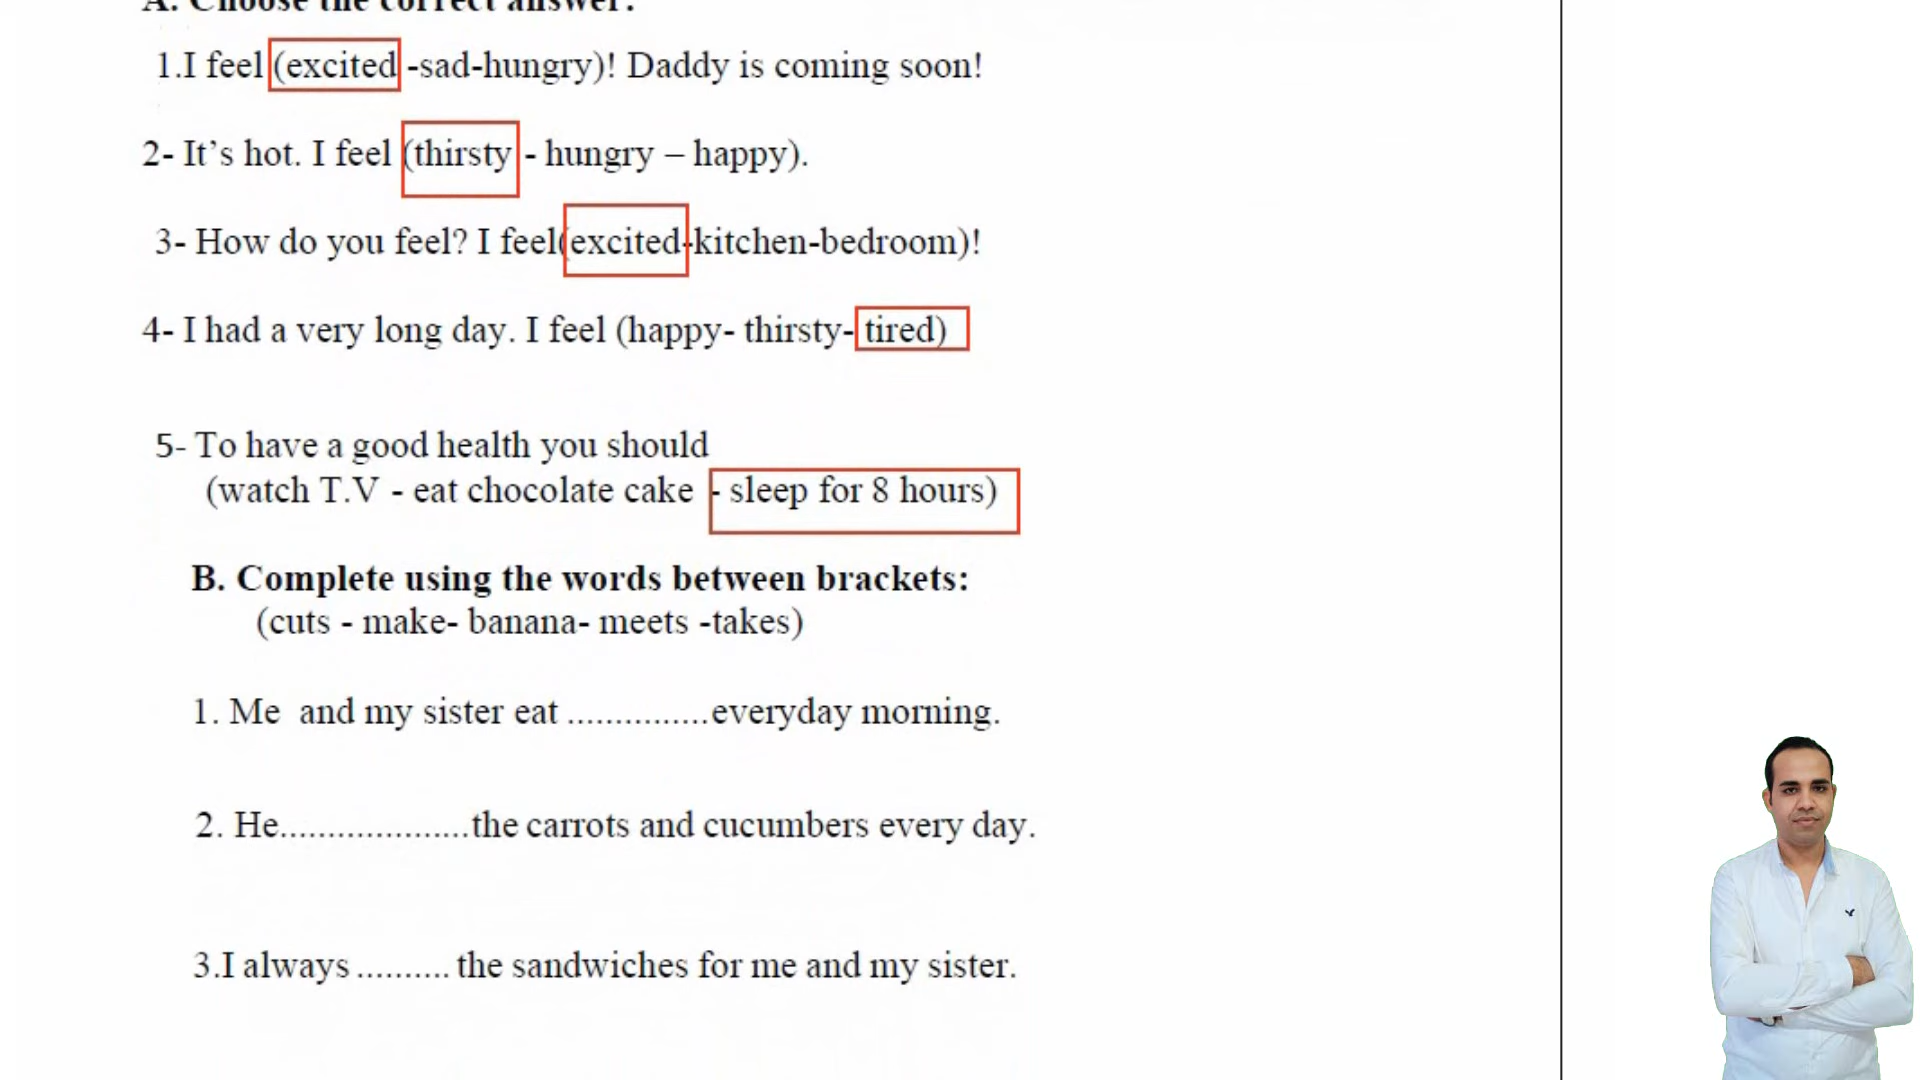 A. Choose the correct answer:
1.I feel (excited -sad-hungry)! Daddy is coming soon!
2- It’s hot. I feel (thirsty - hungry – happy).
3- How do you feel? I feel(excited-kitchen-bedroom)!
4- I had a very long day. I feel (happy- thirsty- tired)
5- To have a good health you should
(watch T.V - eat chocolate cake - sleep for 8 hours)
B. Complete using the words between brackets:
(cuts - make- banana- meets -takes)
1. Me and my sister eat ...............everyday morning.
2. He....................the carrots and cucumbers every day.
3.I always .......... the sandwiches for me and my sister.